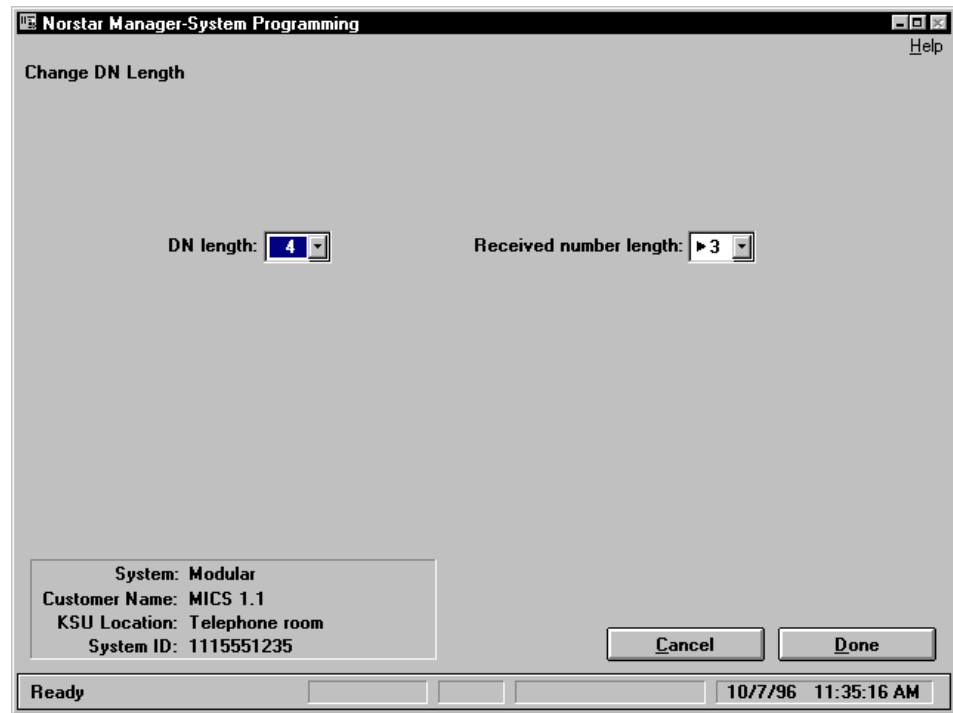 Norstar Manager-System Programming
Help
Change DN Length
DN length: 4
Received number length: ▸3
System: Modular
Customer Name: MICS 1.1
KSU Location: Telephone room
System ID: 1115551235
Cancel
Done
Ready
10/7/96 11:35:16 AM